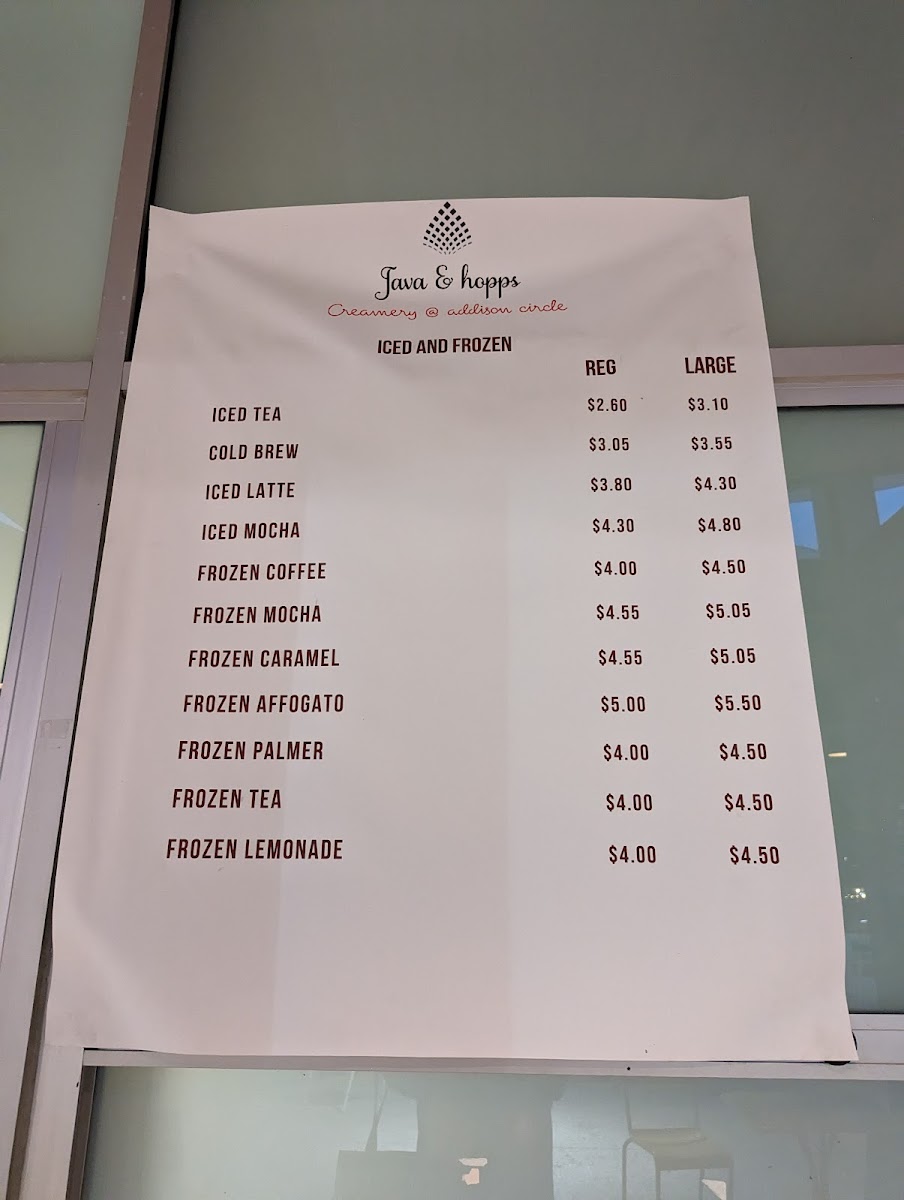 Java & hopps
Creamery @ addison circle
ICED AND FROZEN
REG LARGE
ICED TEA $2.60 $3.10
COLD BREW $3.05 $3.55
ICED LATTE $3.80 $4.30
ICED MOCHA $4.30 $4.80
FROZEN COFFEE $4.00 $4.50
FROZEN MOCHA $4.55 $5.05
FROZEN CARAMEL $4.55 $5.05
FROZEN AFFOGATO $5.00 $5.50
FROZEN PALMER $4.00 $4.50
FROZEN TEA $4.00 $4.50
FROZEN LEMONADE $4.00 $4.50